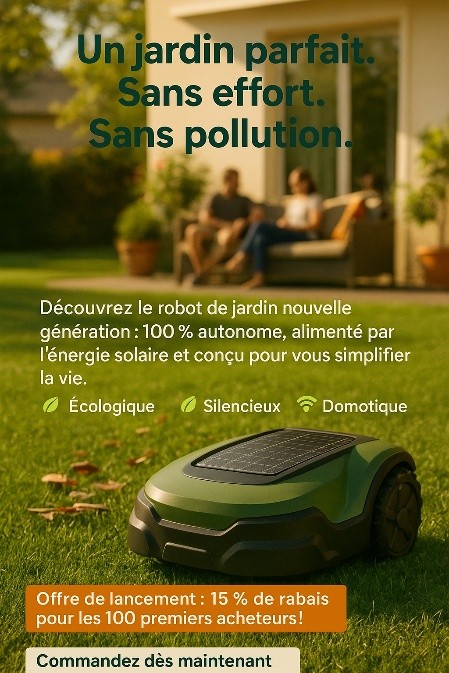 Un jardin parfait.
Sans effort.
Sans pollution.
Découvrez le robot de jardin nouvelle
génération : 100 % autonome, alimenté par
l'énergie solaire et conçu pour vous simplifier
la vie.
Écologique Silencieux Domotique
Offre de lancement : 15 % de rabais
pour les 100 premiers acheteurs!
Commandez dès maintenant